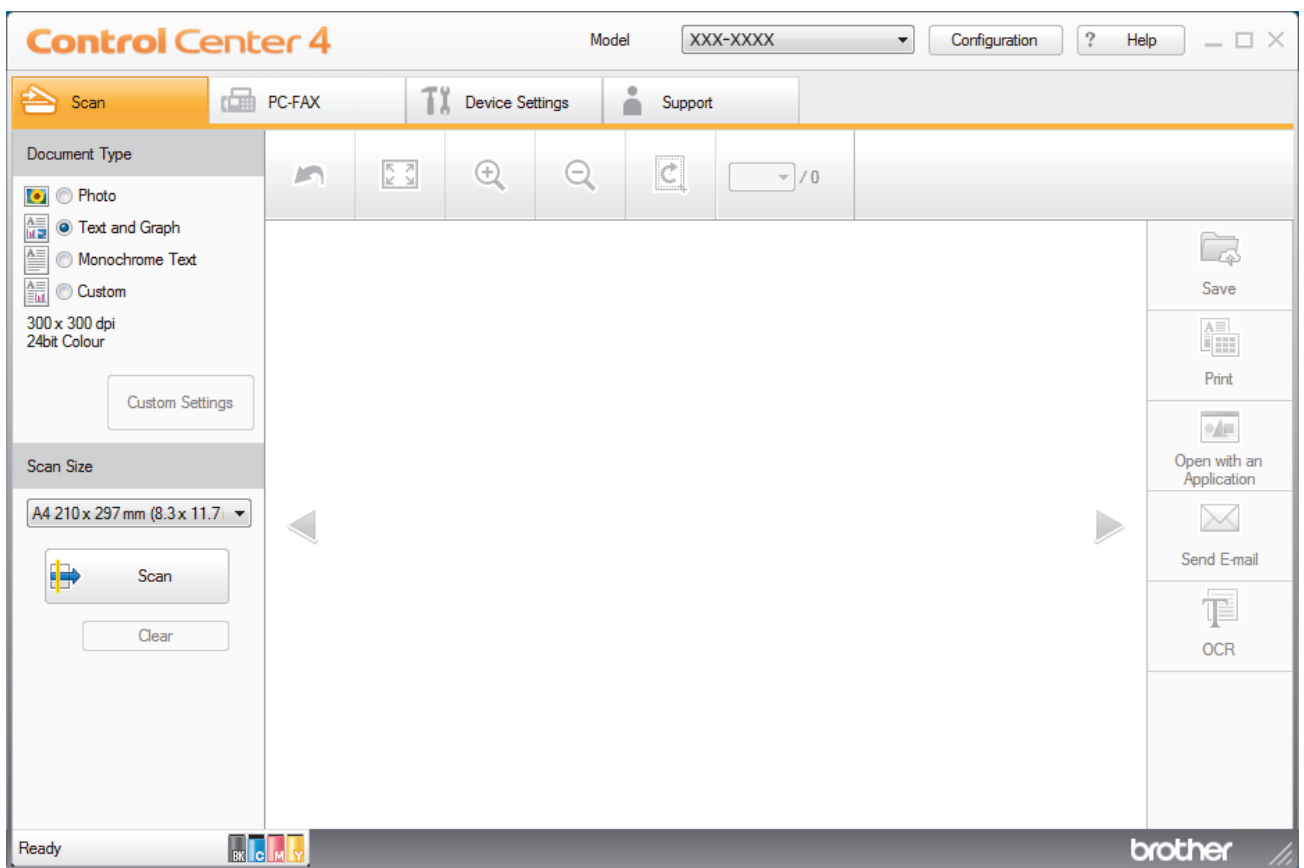 Control Center 4
Model XXX-XXXX Configuration ? Help
Scan PC-FAX Device Settings Support
Document Type
/ 0
Photo
Text and Graph
Monochrome Text
Custom
300 x 300 dpi
24bit Colour
Custom Settings
Scan Size
A4 210 x 297 mm (8.3 x 11.7
Scan
Clear
Save
Print
Open with an
Application
Send E-mail
OCR
Ready BK C M Y brother